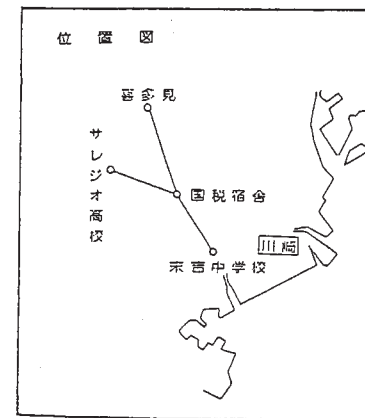 位置図
喜多見
サレジオ高校
国税宿舎
川崎
末吉中学校